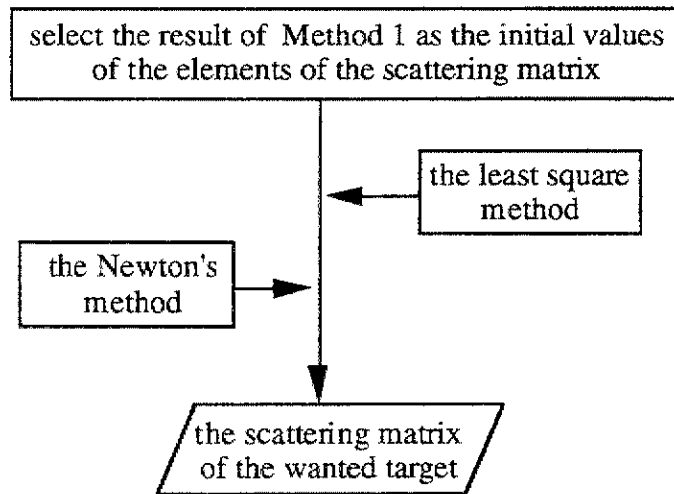 select the result of Method 1 as the initial values
of the elements of the scattering matrix
the least square
method
the Newton's
method
the scattering matrix
of the wanted target